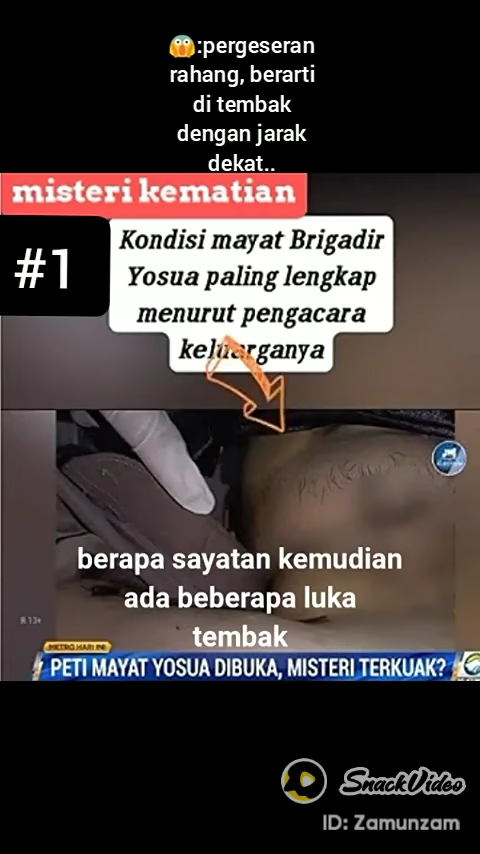 😱:pergeseran
rahang, berarti
di tembak
dengan jarak
dekat..
misteri kematian
#1
Kondisi mayat Brigadir
Yosua paling lengkap
menurut pengacara
keluarganya
berapa sayatan kemudian
ada beberapa luka
tembak
R 13+
METRO HARI INI
PETI MAYAT YOSUA DIBUKA, MISTERI TERKUAK?
SnackVideo
ID: Zamunzam